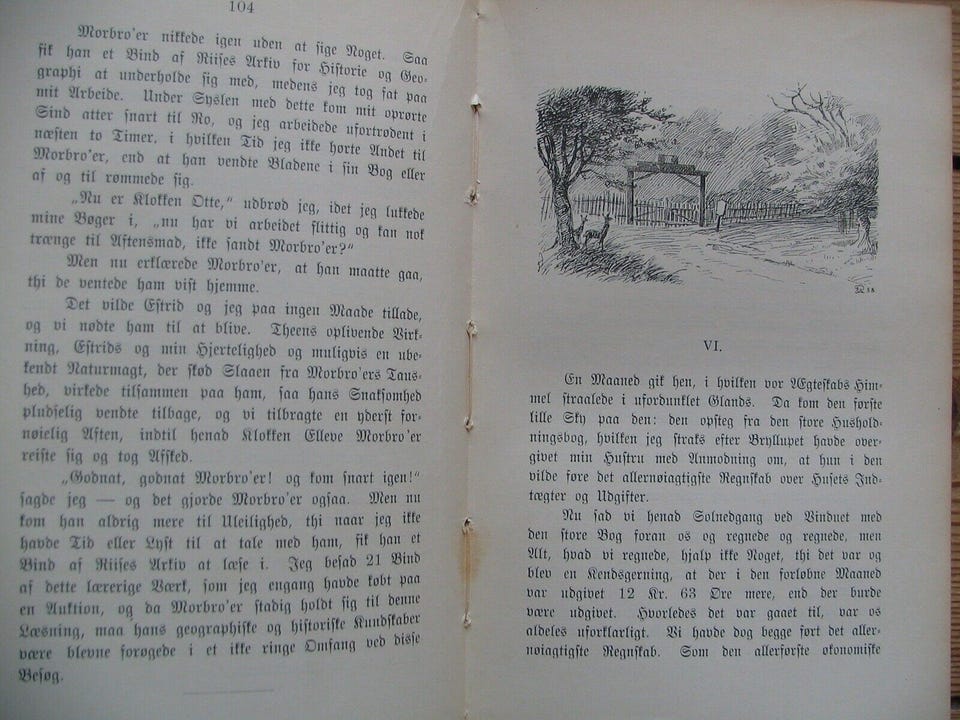 104
Morbro'er nikkede igen uden at sige Noget. Saa
fik han et Bind af Riises Arkiv for Historie og Geo-
graphi at underholde sig med, medens jeg tog fat paa
mit Arbeide. Under Syslen med dette kom mit oprørte
Sind atter snart til Ro, og jeg arbeidede ufortrødent i
næsten to Timer, i hvilken Tid jeg ikke hørte Andet til
Morbro'er, end at han vendte Bladene i sin Bog eller
af og til rømmede sig.
„Nu er Klokken Otte,“ udbrød jeg, idet jeg lukkede
mine Bøger i, „nu har vi arbeidet flittig og kan nok
trænge til Aftensmad, ikke sandt Morbro'er?“
Men nu erklærede Morbro'er, at han maatte gaa,
thi de ventede ham vist hjemme.
Det vilde Estrid og jeg paa ingen Maade tillade,
og vi nødte ham til at blive. Theens oplivende Virk-
ning, Estrids og min Hjertelighed og muligvis en ube-
kendt Naturmagt, der skød Slaaen fra Morbro'ers Taus-
hed, virkede tilsammen paa ham, saa hans Snaksomhed
pludselig vendte tilbage, og vi tilbragte en yderst for-
nøielig Aften, indtil henad Klokken Elleve Morbro'er
reiste sig og tog Afsked.
„Godnat, godnat Morbro'er! og kom snart igen!“
sagde jeg — og det gjorde Morbro'er ogsaa. Men nu
kom han aldrig mere til Uleilighed, thi naar jeg ikke
havde Tid eller Lyst til at tale med ham, fik han et
Bind af Riises Arkiv at læse i. Jeg besad 21 Bind
af dette lærerige Værk, som jeg engang havde købt paa
en Auktion, og da Morbro'er stadig holdt sig til denne
Læsning, maa hans geographiske og historiske Kundskaber
være blevne forøgede i et ikke ringe Omfang ved disse
Besøg.
VI.
En Maaned gik hen, i hvilken vor Ægteskabs Him-
mel straalede i ufordunklet Glands. Da kom den første
lille Sky paa den: den opsteg fra den store Hushold-
ningsbog, hvilken jeg straks efter Bryllupet havde over-
givet min Hustru med Anmodning om, at hun i den
vilde føre det allernøiagtigste Regnskab over Husets Ind-
tægter og Udgifter.
Nu sad vi henad Solnedgang ved Vinduet med
den store Bog foran os og regnede og regnede, men
Alt, hvad vi regnede, hjalp ikke Noget, thi det var og
blev en Kendsgerning, at der i den forløbne Maaned
var udgivet 12 Kr. 63 Øre mere, end der burde
være udgivet. Hvorledes det var gaaet til, var os
aldeles uforklarligt. Vi havde dog begge ført det aller-
nøiagtigste Regnskab. Som den allerførste økonomiske